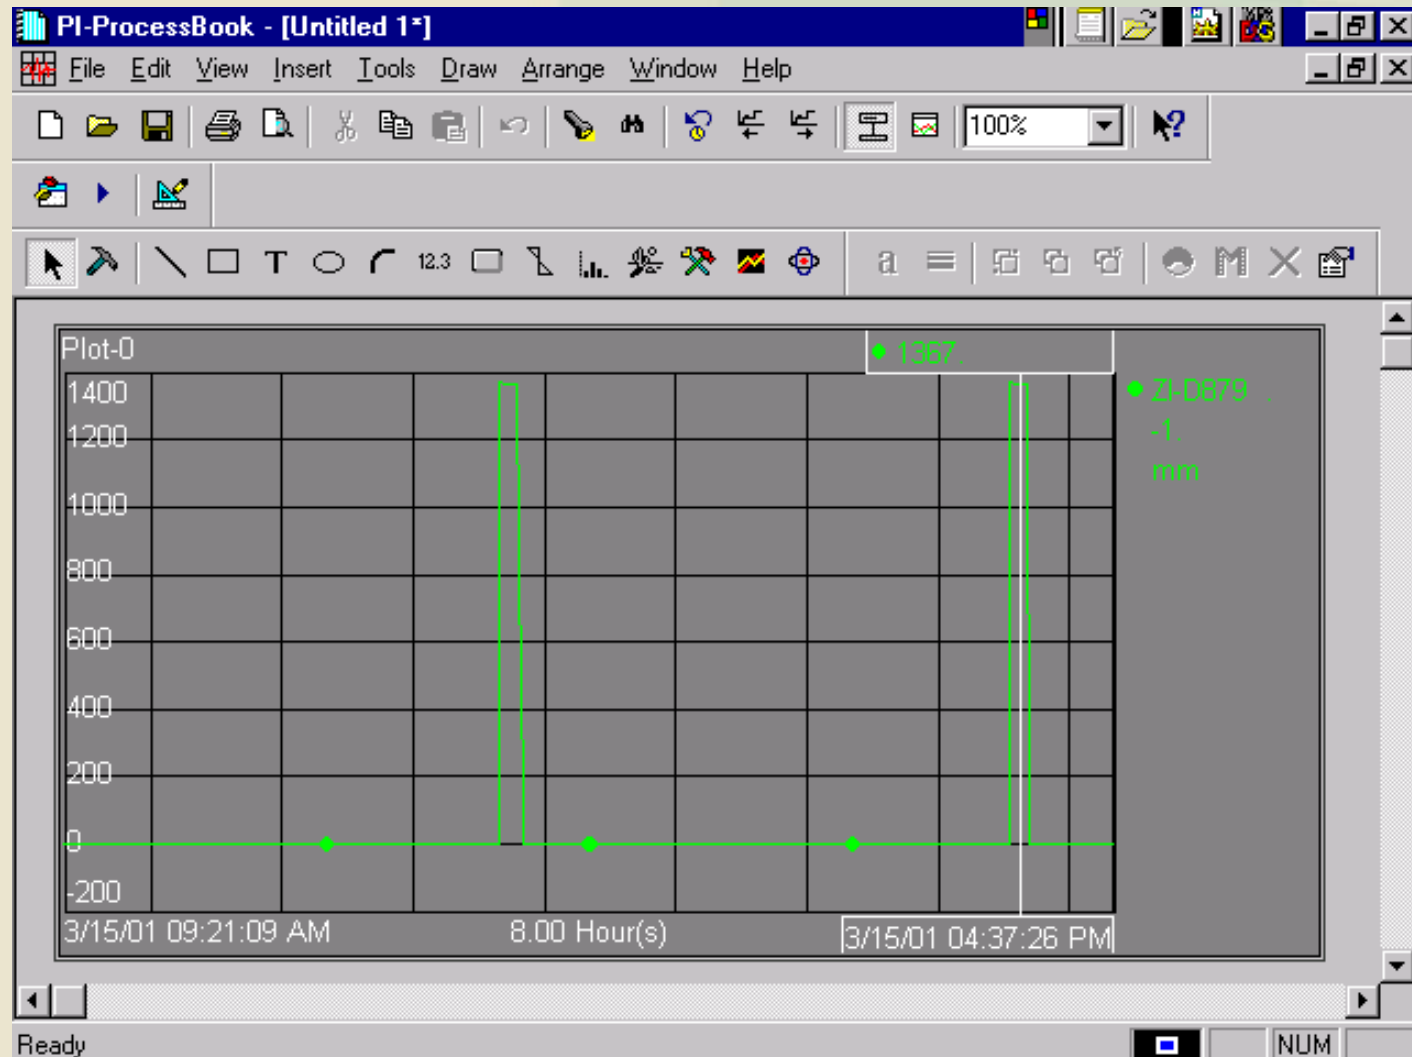 PI-ProcessBook - [Untitled 1*]
File Edit View Insert Tools Draw Arrange Window Help
100%
T 12.3 a M
Plot-0
1367.
1400
1200
1000
800
600
400
200
0
-200
ZI-D879 .
-1.
mm
3/15/01 09:21:09 AM 8.00 Hour(s) 3/15/01 04:37:26 PM
Ready NUM